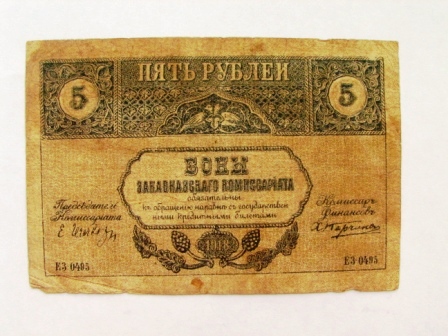 ПЯТЬ РУБЛЕЙ
5
5
БОНЫ
ЗАКАВКАЗСКАГО КОМИССАРІАТА
обязательны
къ обращенію наравнѣ съ государствен
ными кредитными билетами
Предсѣдатель
Комиссаріата
Комиссаръ
Финансовъ
1918
ЕЗ 0495
ЕЗ 0495